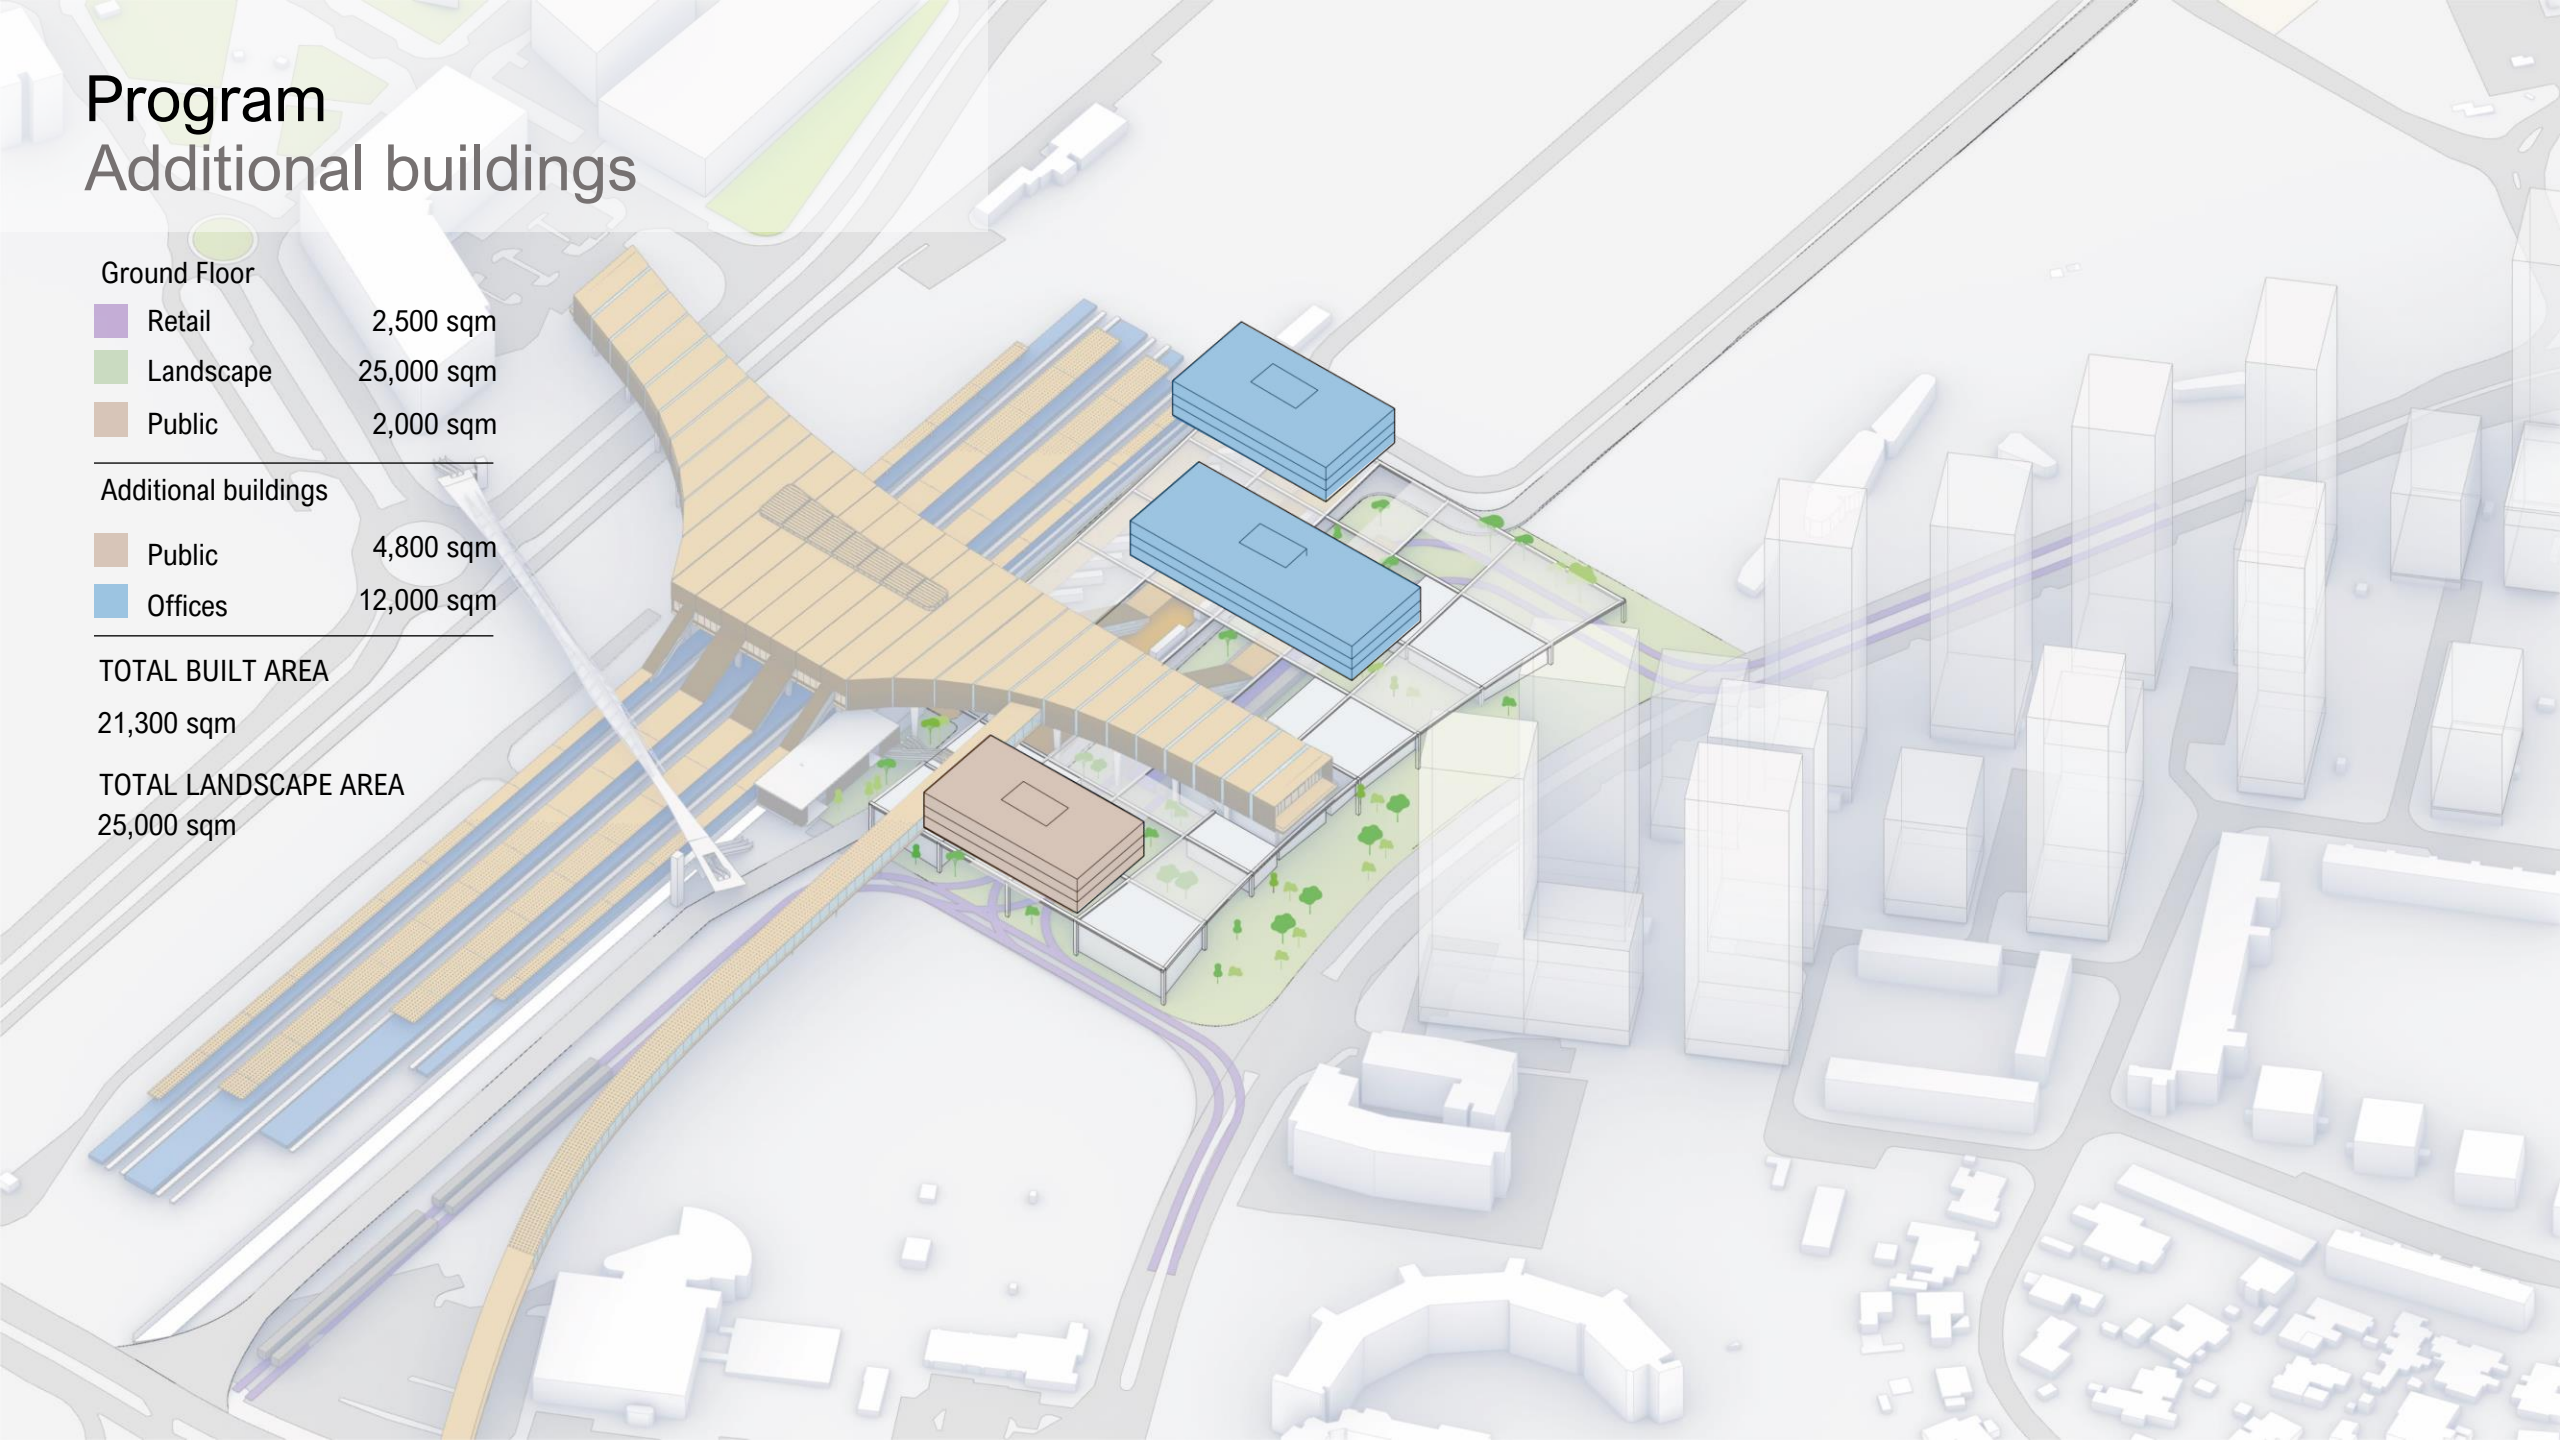 Program
Additional buildings
Ground Floor
Retail 2,500 sqm
Landscape 25,000 sqm
Public 2,000 sqm
Additional buildings
Public 4,800 sqm
Offices 12,000 sqm
TOTAL BUILT AREA
21,300 sqm
TOTAL LANDSCAPE AREA
25,000 sqm